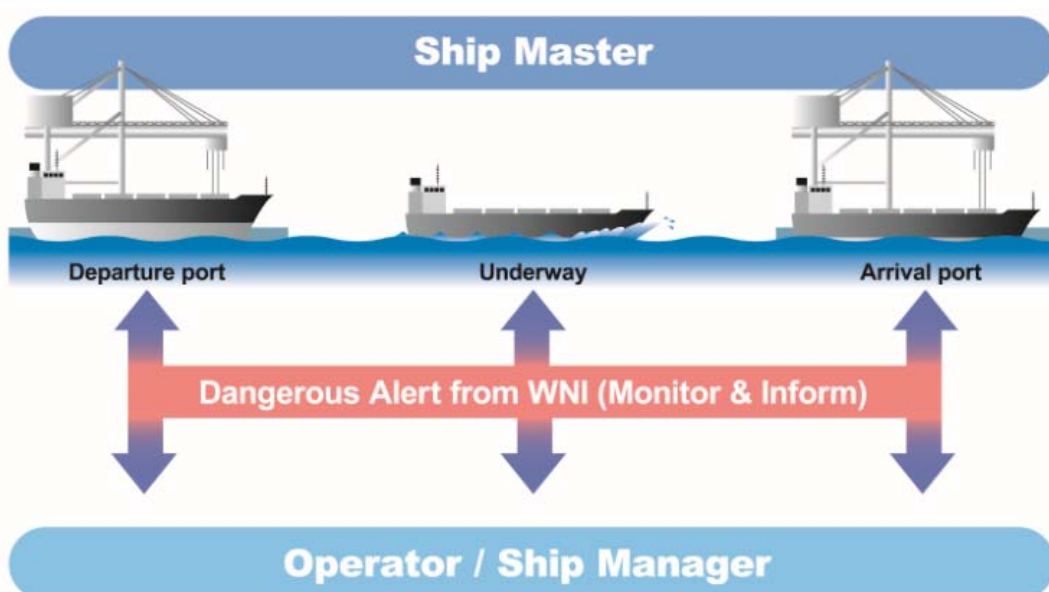 Ship Master
Departure port
Underway
Arrival port
Dangerous Alert from WNI (Monitor & Inform)
Operator / Ship Manager